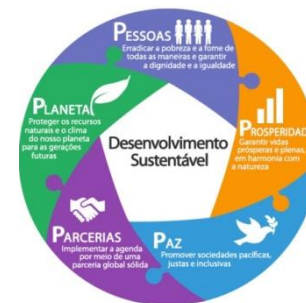 PESSOAS
Erradicar a pobreza e a fome de
todas as maneiras e garantir
a dignidade e a igualdade
PROSPERIDAD
Garantir vidas
prósperas e plenas,
em harmonia com
a natureza
PAZ
Promover sociedades pacíficas,
justas e inclusivas
PARCERIAS
Implementar a agenda
por meio de uma
parceria global sólida
PLANETA
Proteger os recursos
naturais e o clima
do nosso planeta
para as gerações
futuras
Desenvolvimento
Sustentável